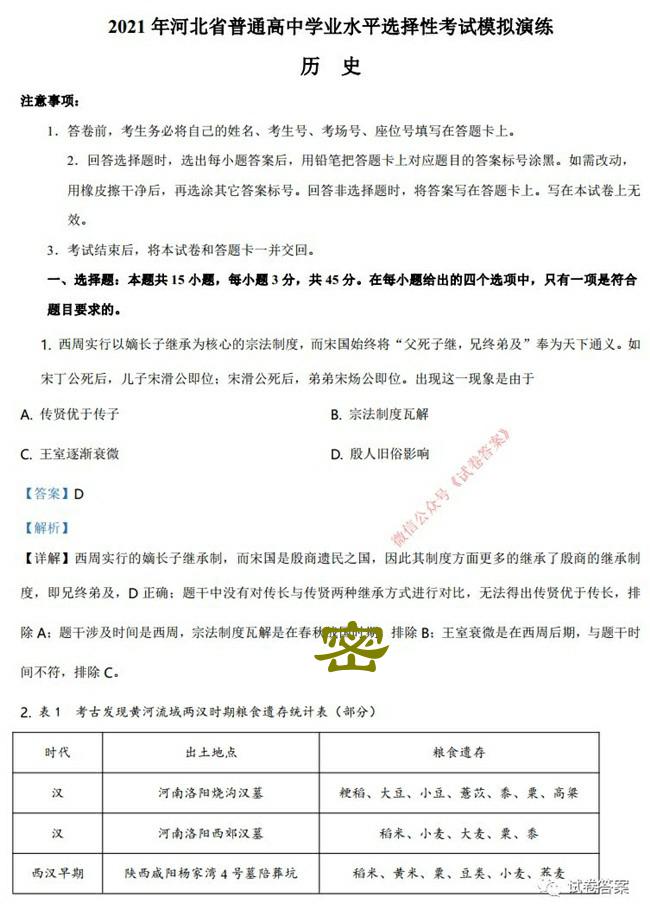 2021 年河北省普通高中学业水平选择性考试模拟演练
历 史
注意事项：
1．答卷前，考生务必将自己的姓名、考生号、考场号、座位号填写在答题卡上。
2．回答选择题时，选出每小题答案后，用铅笔把答题卡上对应题目的答案标号涂黑。如需改动，
用橡皮擦干净后，再选涂其它答案标号。回答非选择题时，将答案写在答题卡上。写在本试卷上无
效。
3．考试结束后，将本试卷和答题卡一并交回。
一、选择题：本题共 15 小题，每小题 3 分，共 45 分。在每小题给出的四个选项中，只有一项是符合
题目要求的。
1. 西周实行以嫡长子继承为核心的宗法制度，而宋国始终将“父死子继，兄终弟及”奉为天下通义。如
宋丁公死后，儿子宋湣公即位；宋湣公死后，弟弟宋炀公即位。出现这一现象是由于
A. 传贤优于传子 B. 宗法制度瓦解
C. 王室逐渐衰微 D. 殷人旧俗影响
微信公众号《试卷答案》
【答案】D
【解析】
【详解】西周实行的嫡长子继承制，而宋国是殷商遗民之国，因此其制度方面更多的继承了殷商的继承制
度，即兄终弟及，D 正确；题干中没有对传长与传贤两种继承方式进行对比，无法得出传贤优于传长，排
除 A；题干涉及时间是西周，宗法制度瓦解是在春秋战国时期，排除 B；王室衰微是在西周后期，与题干时
密
间不符，排除 C。
2. 表 1 考古发现黄河流域两汉时期粮食遗存统计表（部分）
时代 出土地点 粮食遗存
汉 河南洛阳烧沟汉墓 粳稻、大豆、小豆、薏苡、黍、粟、高粱
汉 河南洛阳西郊汉墓 稻米、小麦、大麦、粟、黍
西汉早期 陕西咸阳杨家湾 4 号墓陪葬坑 稻米、黄米、粟、豆类、小麦、荞麦
试卷答案